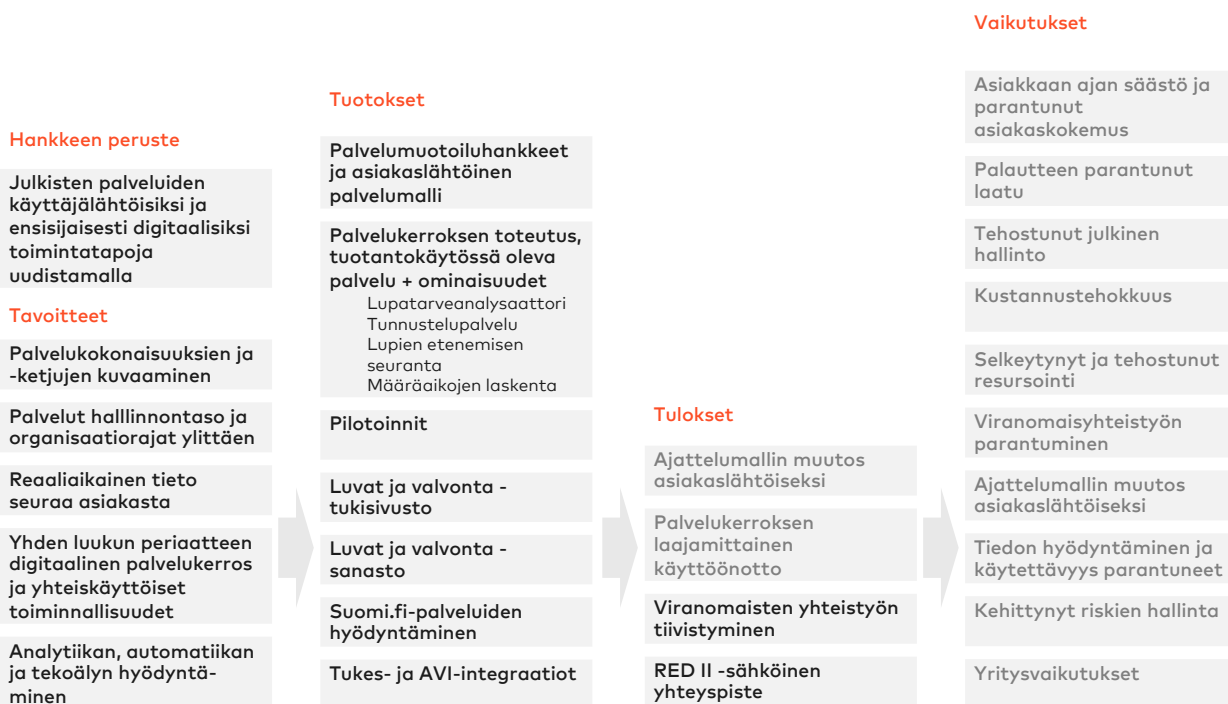 Hankkeen peruste
Julkisten palveluiden
käyttäjälähtöisiksi ja
ensisijaisesti digitaalisiksi
toimintatapoja
uudistamalla
Tavoitteet
Palvelukokonaisuuksien ja
-ketjujen kuvaaminen
Palvelut halllinnontaso ja
organisaatiorajat ylittäen
Reaaliaikainen tieto
seuraa asiakasta
Yhden luukun periaatteen
digitaalinen palvelukerros
ja yhteiskäyttöiset
toiminnallisuudet
Analytiikan, automatiikan
ja tekoälyn hyödyntä-
minen
Tuotokset
Palvelumuotoiluhankkeet
ja asiakaslähtöinen
palvelumalli
Palvelukerroksen toteutus,
tuotantokäytössä oleva
palvelu + ominaisuudet
Lupatarveanalysaattori
Tunnustelupalvelu
Lupien etenemisen
seuranta
Määräaikojen laskenta
Pilotoinnit
Luvat ja valvonta -
tukisivusto
Luvat ja valvonta -
sanasto
Suomi.fi-palveluiden
hyödyntäminen
Tukes- ja AVI-integraatiot
Tulokset
Ajattelumallin muutos
asiakaslähtöiseksi
Palvelukerroksen
laajamittainen
käyttöönotto
Viranomaisten yhteistyön
tiivistyminen
RED II -sähköinen
yhteyspiste
Vaikutukset
Asiakkaan ajan säästö ja
parantunut
asiakaskokemus
Palautteen parantunut
laatu
Tehostunut julkinen
hallinto
Kustannustehokkuus
Selkeytynyt ja tehostunut
resursointi
Viranomaisyhteistyön
parantuminen
Ajattelumallin muutos
asiakaslähtöiseksi
Tiedon hyödyntäminen ja
käytettävyys parantuneet
Kehittynyt riskien hallinta
Yritysvaikutukset